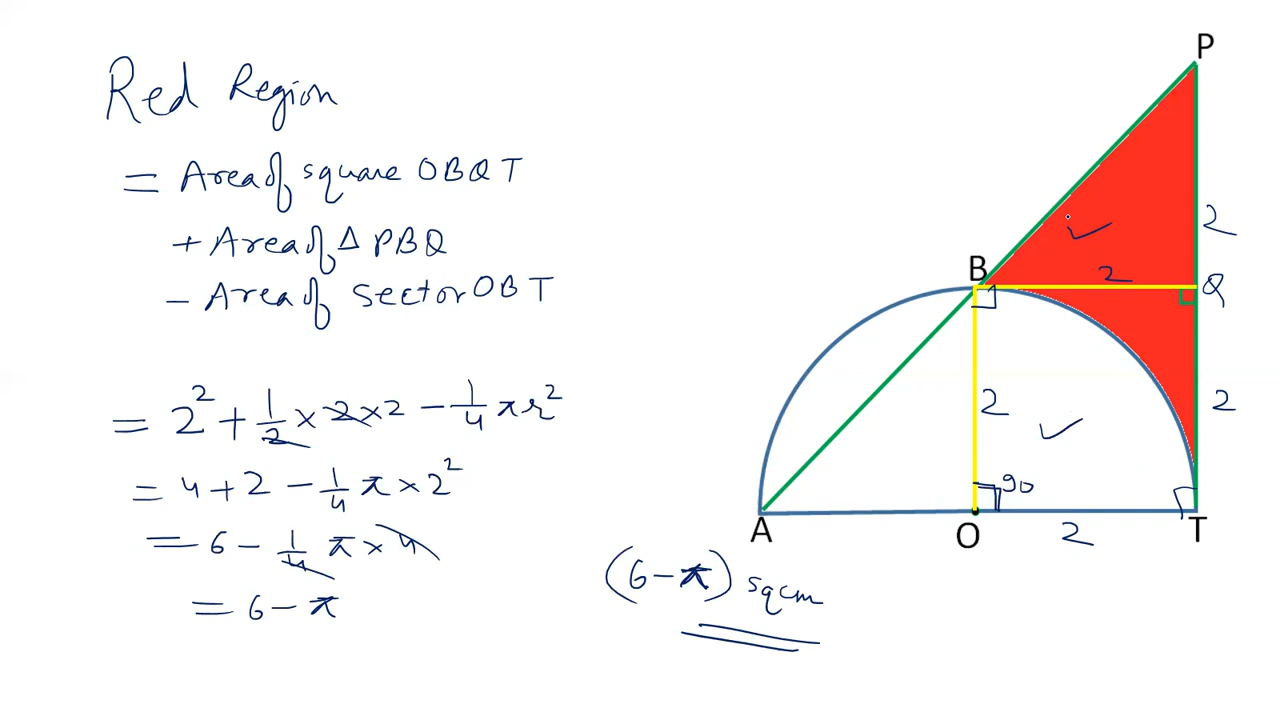 Red Region
= Area of square OBQT
+ Area of Δ PBQ
- Area of sector OBT
= 2² + 1/2 × 2 × 2 - 1/4 πr²
= 4 + 2 - 1/4 π × 2²
= 6 - 1/4 π × 4
= 6 - π
(6 - π) sqcm
P
2
B
2
Q
2
2
90
A
O
2
T